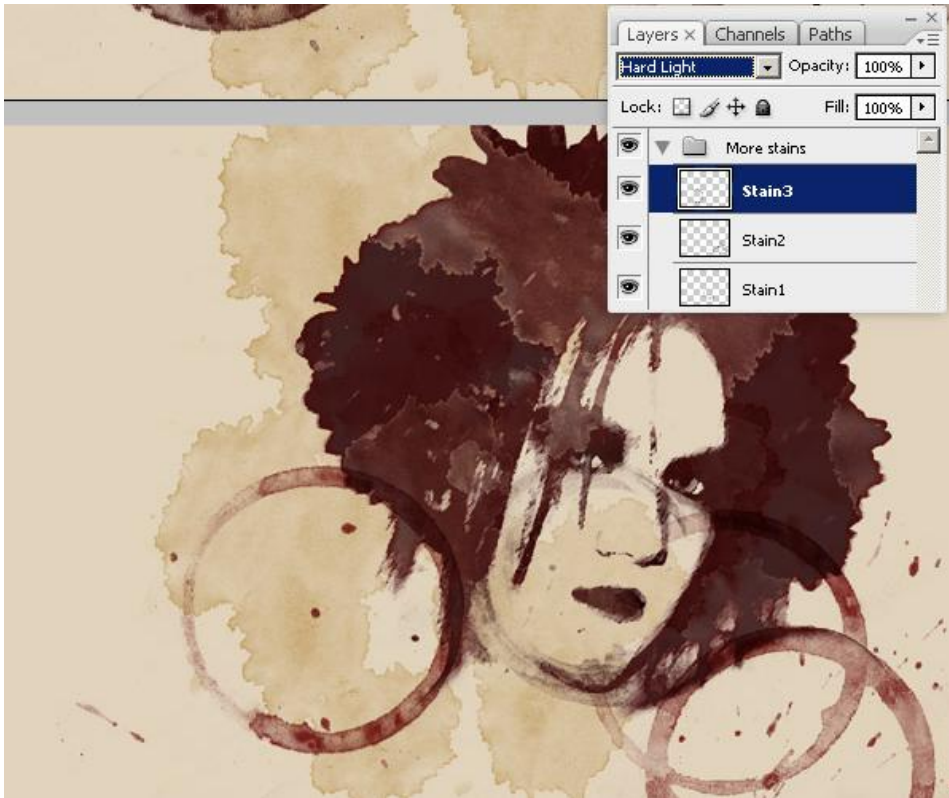 Layers × Channels Paths
Hard Light Opacity: 100%
Lock: Fill: 100%
More stains
Stain3
Stain2
Stain1